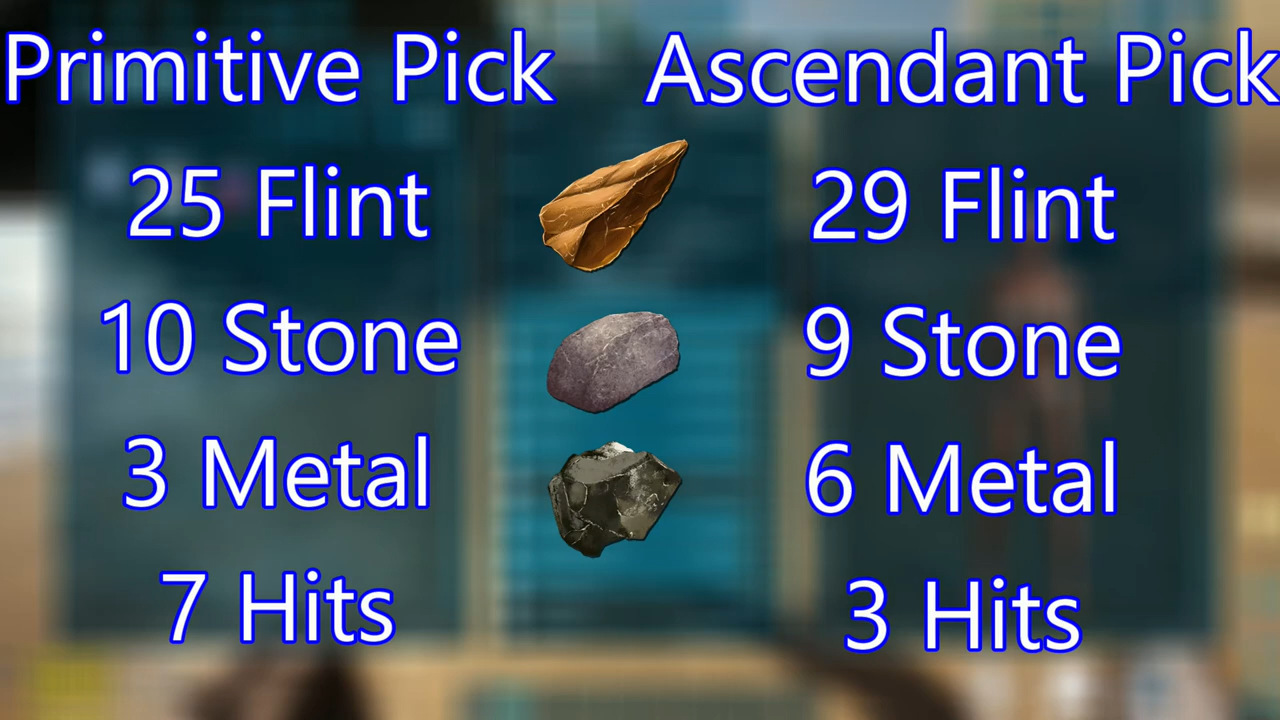 Primitive Pick Ascendant Pick
25 Flint 29 Flint
10 Stone 9 Stone
3 Metal 6 Metal
7 Hits 3 Hits